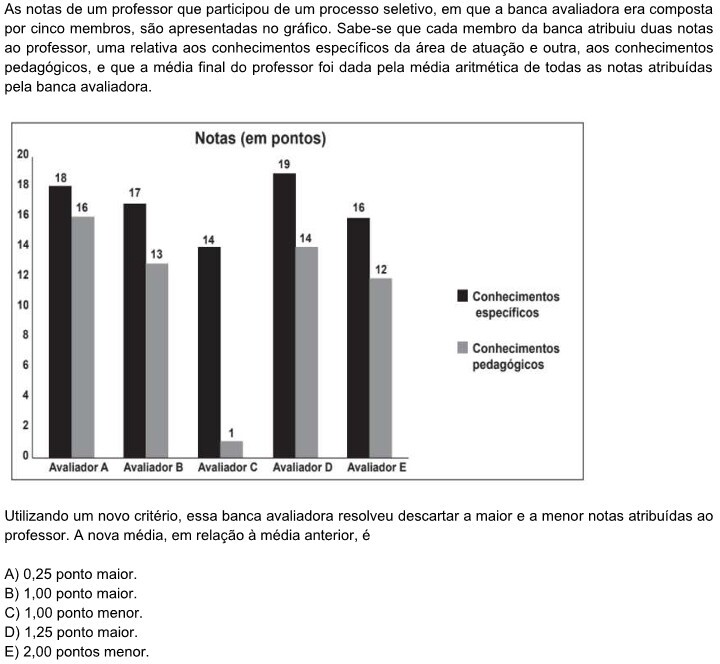 As notas de um professor que participou de um processo seletivo, em que a banca avaliadora era composta
por cinco membros, são apresentadas no gráfico. Sabe-se que cada membro da banca atribuiu duas notas
ao professor, uma relativa aos conhecimentos específicos da área de atuação e outra, aos conhecimentos
pedagógicos, e que a média final do professor foi dada pela média aritmética de todas as notas atribuídas
pela banca avaliadora.
Notas (em pontos)
20
18
16
14
12
10
8
6
4
2
0
18
16
17
13
14
1
19
14
16
12
Avaliador A
Avaliador B
Avaliador C
Avaliador D
Avaliador E
Conhecimentos
específicos
Conhecimentos
pedagógicos
Utilizando um novo critério, essa banca avaliadora resolveu descartar a maior e a menor notas atribuídas ao
professor. A nova média, em relação à média anterior, é
A) 0,25 ponto maior.
B) 1,00 ponto maior.
C) 1,00 ponto menor.
D) 1,25 ponto maior.
E) 2,00 pontos menor.